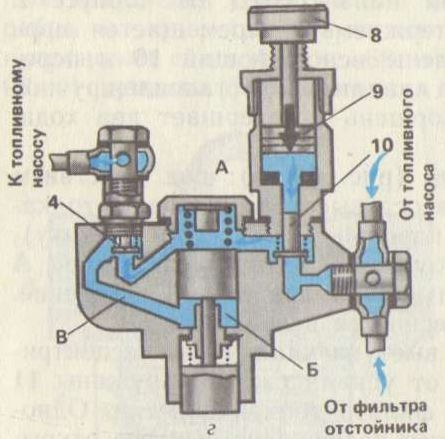 К топливному
насосу
4
А
8
9
10
От топливного
насоса
В
Б
г
От фильтра
отстойника